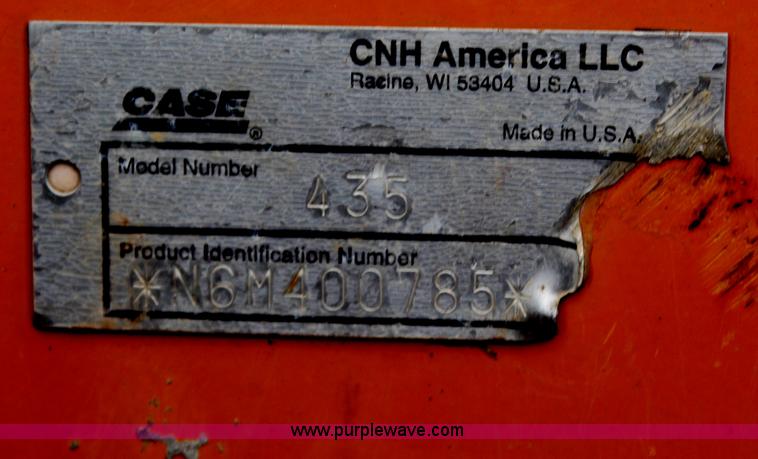 CNH America LLC
Racine, WI 53404 U.S.A.
CASE
®
Made in U.S.A.
Model Number
435
Product Identification Number
*N6M400785*
www.purplewave.com